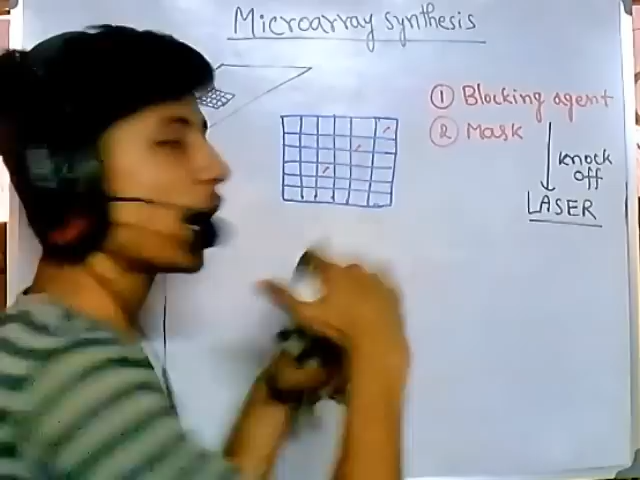 Microarray synthesis
① Blocking agent
② Mask
knock
off
LASER